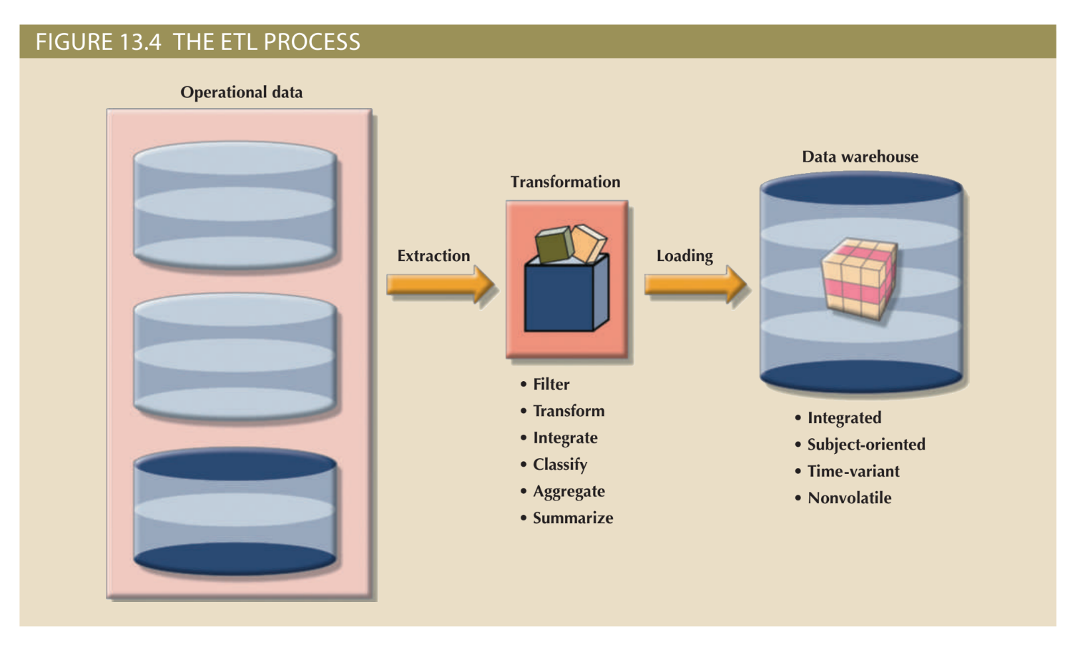 FIGURE 13.4 THE ETL PROCESS
Operational data
Extraction
Transformation
• Filter
• Transform
• Integrate
• Classify
• Aggregate
• Summarize
Loading
Data warehouse
• Integrated
• Subject-oriented
• Time-variant
• Nonvolatile